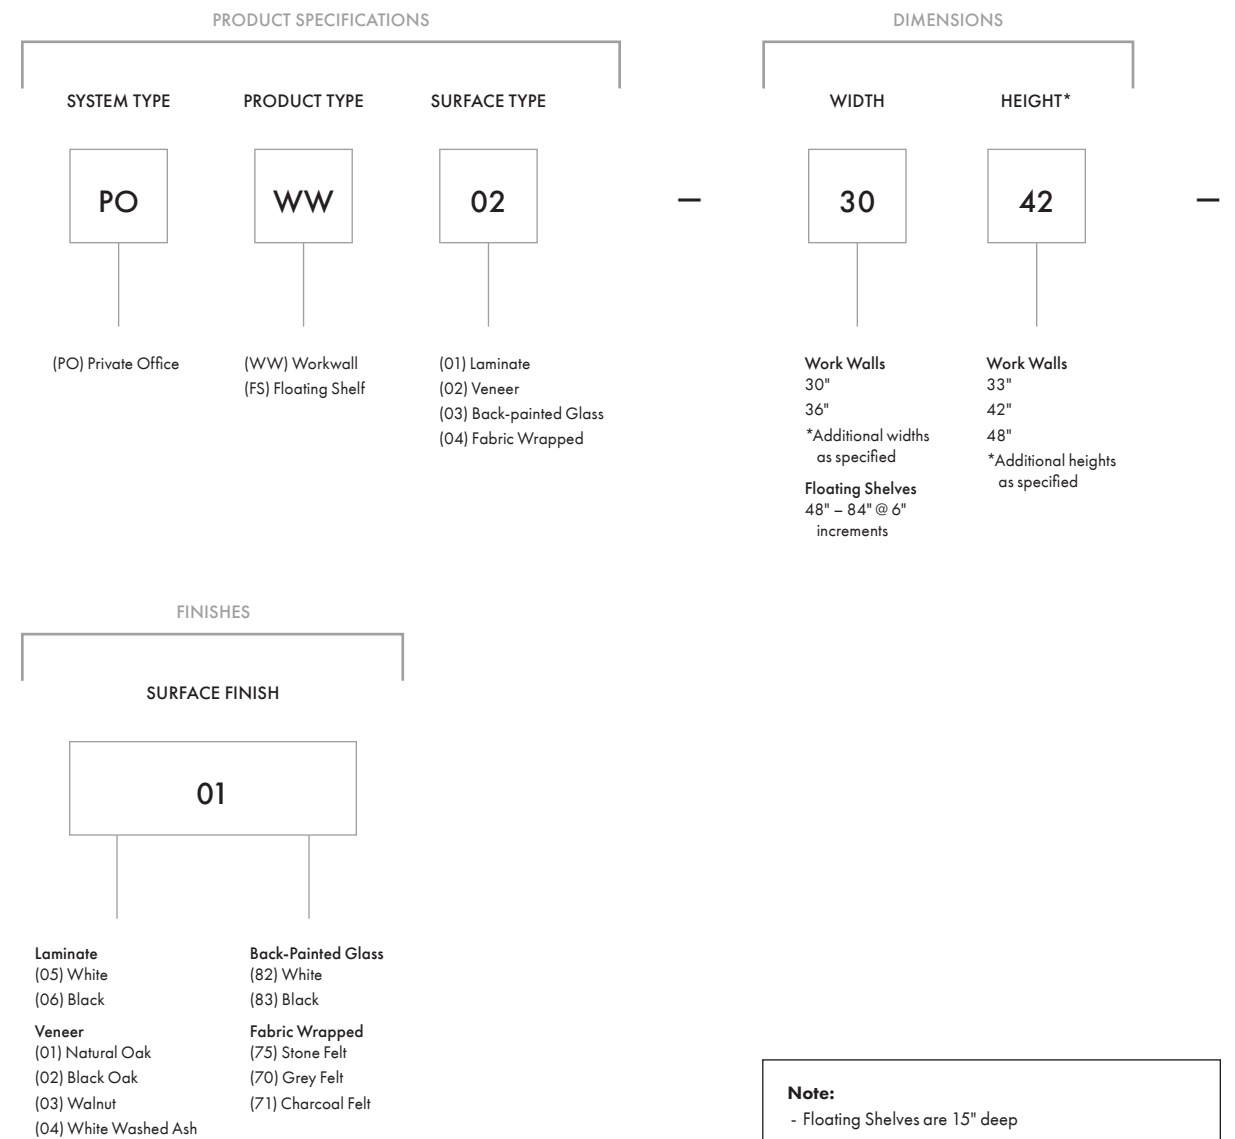 PRODUCT SPECIFICATIONS
SYSTEM TYPE
PO
(PO) Private Office
PRODUCT TYPE
WW
(WW) Workwall
(FS) Floating Shelf
SURFACE TYPE
02
(01) Laminate
(02) Veneer
(03) Back-painted Glass
(04) Fabric Wrapped
–
DIMENSIONS
WIDTH
30
Work Walls
30"
36"
*Additional widths
as specified
Floating Shelves
48" – 84" @ 6"
increments
HEIGHT*
42
Work Walls
33"
42"
48"
*Additional heights
as specified
–
FINISHES
SURFACE FINISH
01
Laminate
(05) White
(06) Black
Veneer
(01) Natural Oak
(02) Black Oak
(03) Walnut
(04) White Washed Ash
Back-Painted Glass
(82) White
(83) Black
Fabric Wrapped
(75) Stone Felt
(70) Grey Felt
(71) Charcoal Felt
Note:
- Floating Shelves are 15" deep